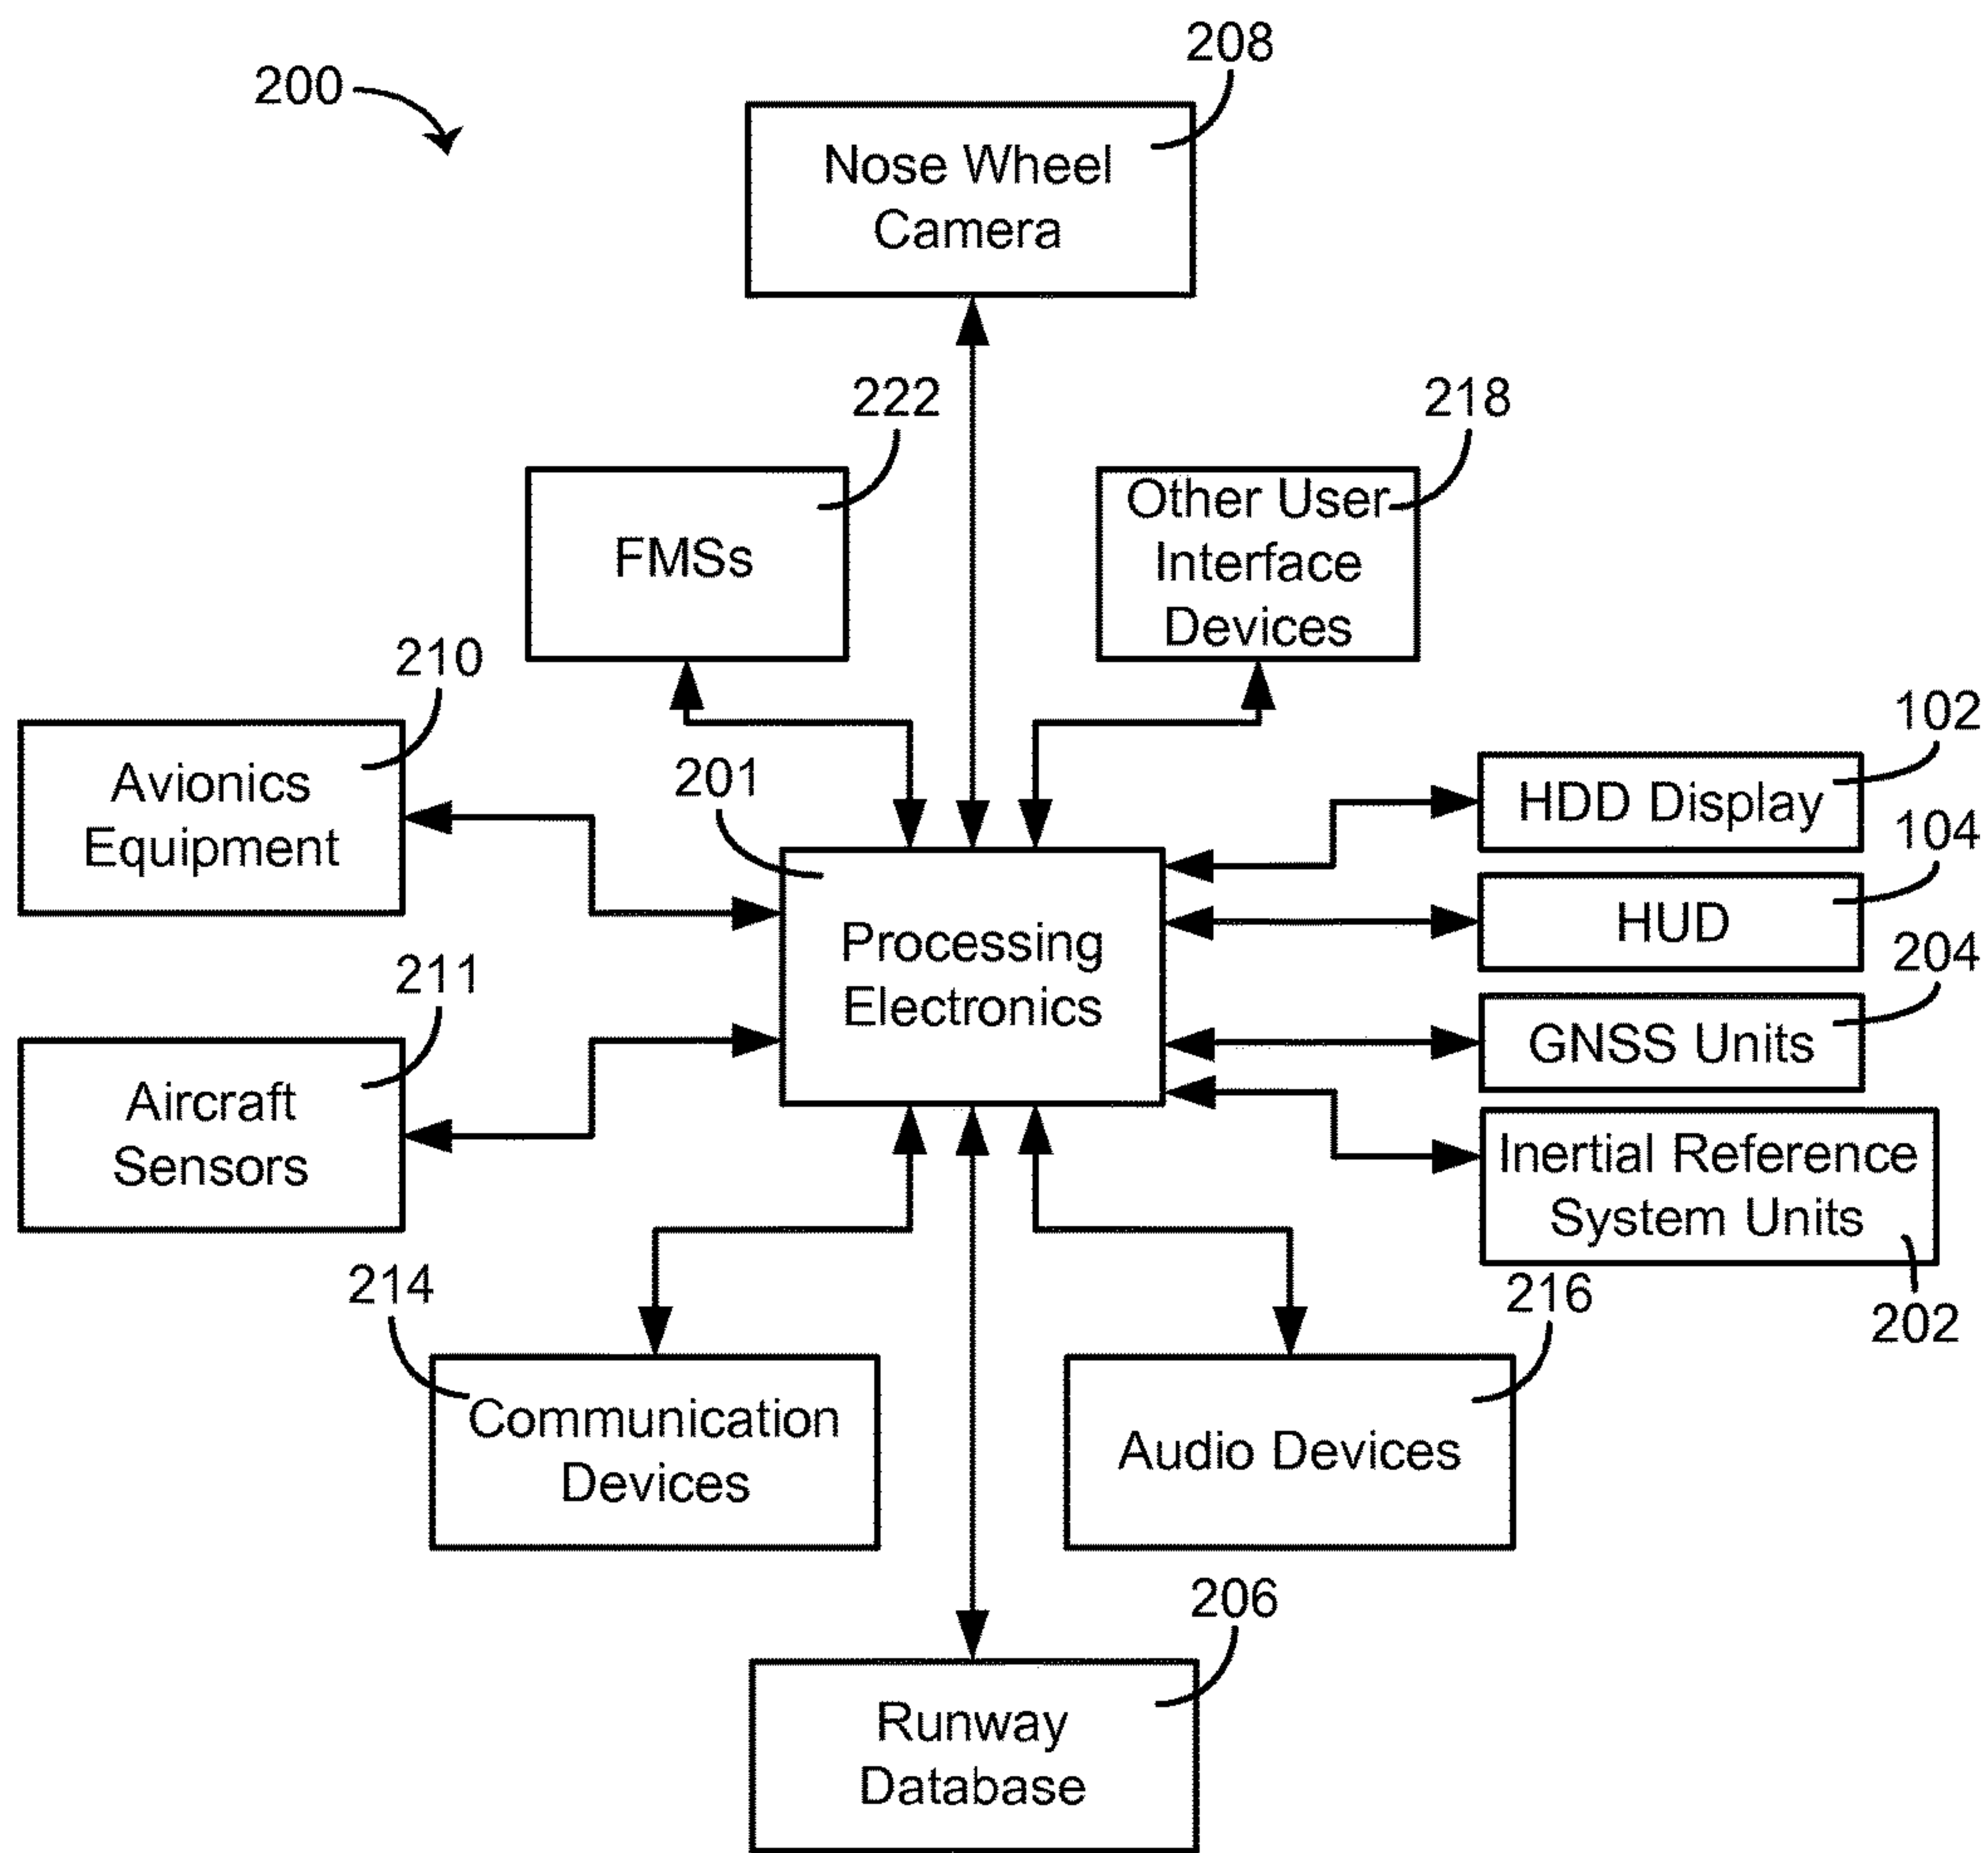 208
200
Nose Wheel
Camera
222
218
FMSs
Other User
Interface
Devices
210
Avionics
Equipment
201
102
HDD Display
104
HUD
Processing
Electronics
204
GNSS Units
211
Aircraft
Sensors
Inertial Reference
System Units
202
214
Communication
Devices
216
Audio Devices
206
Runway
Database